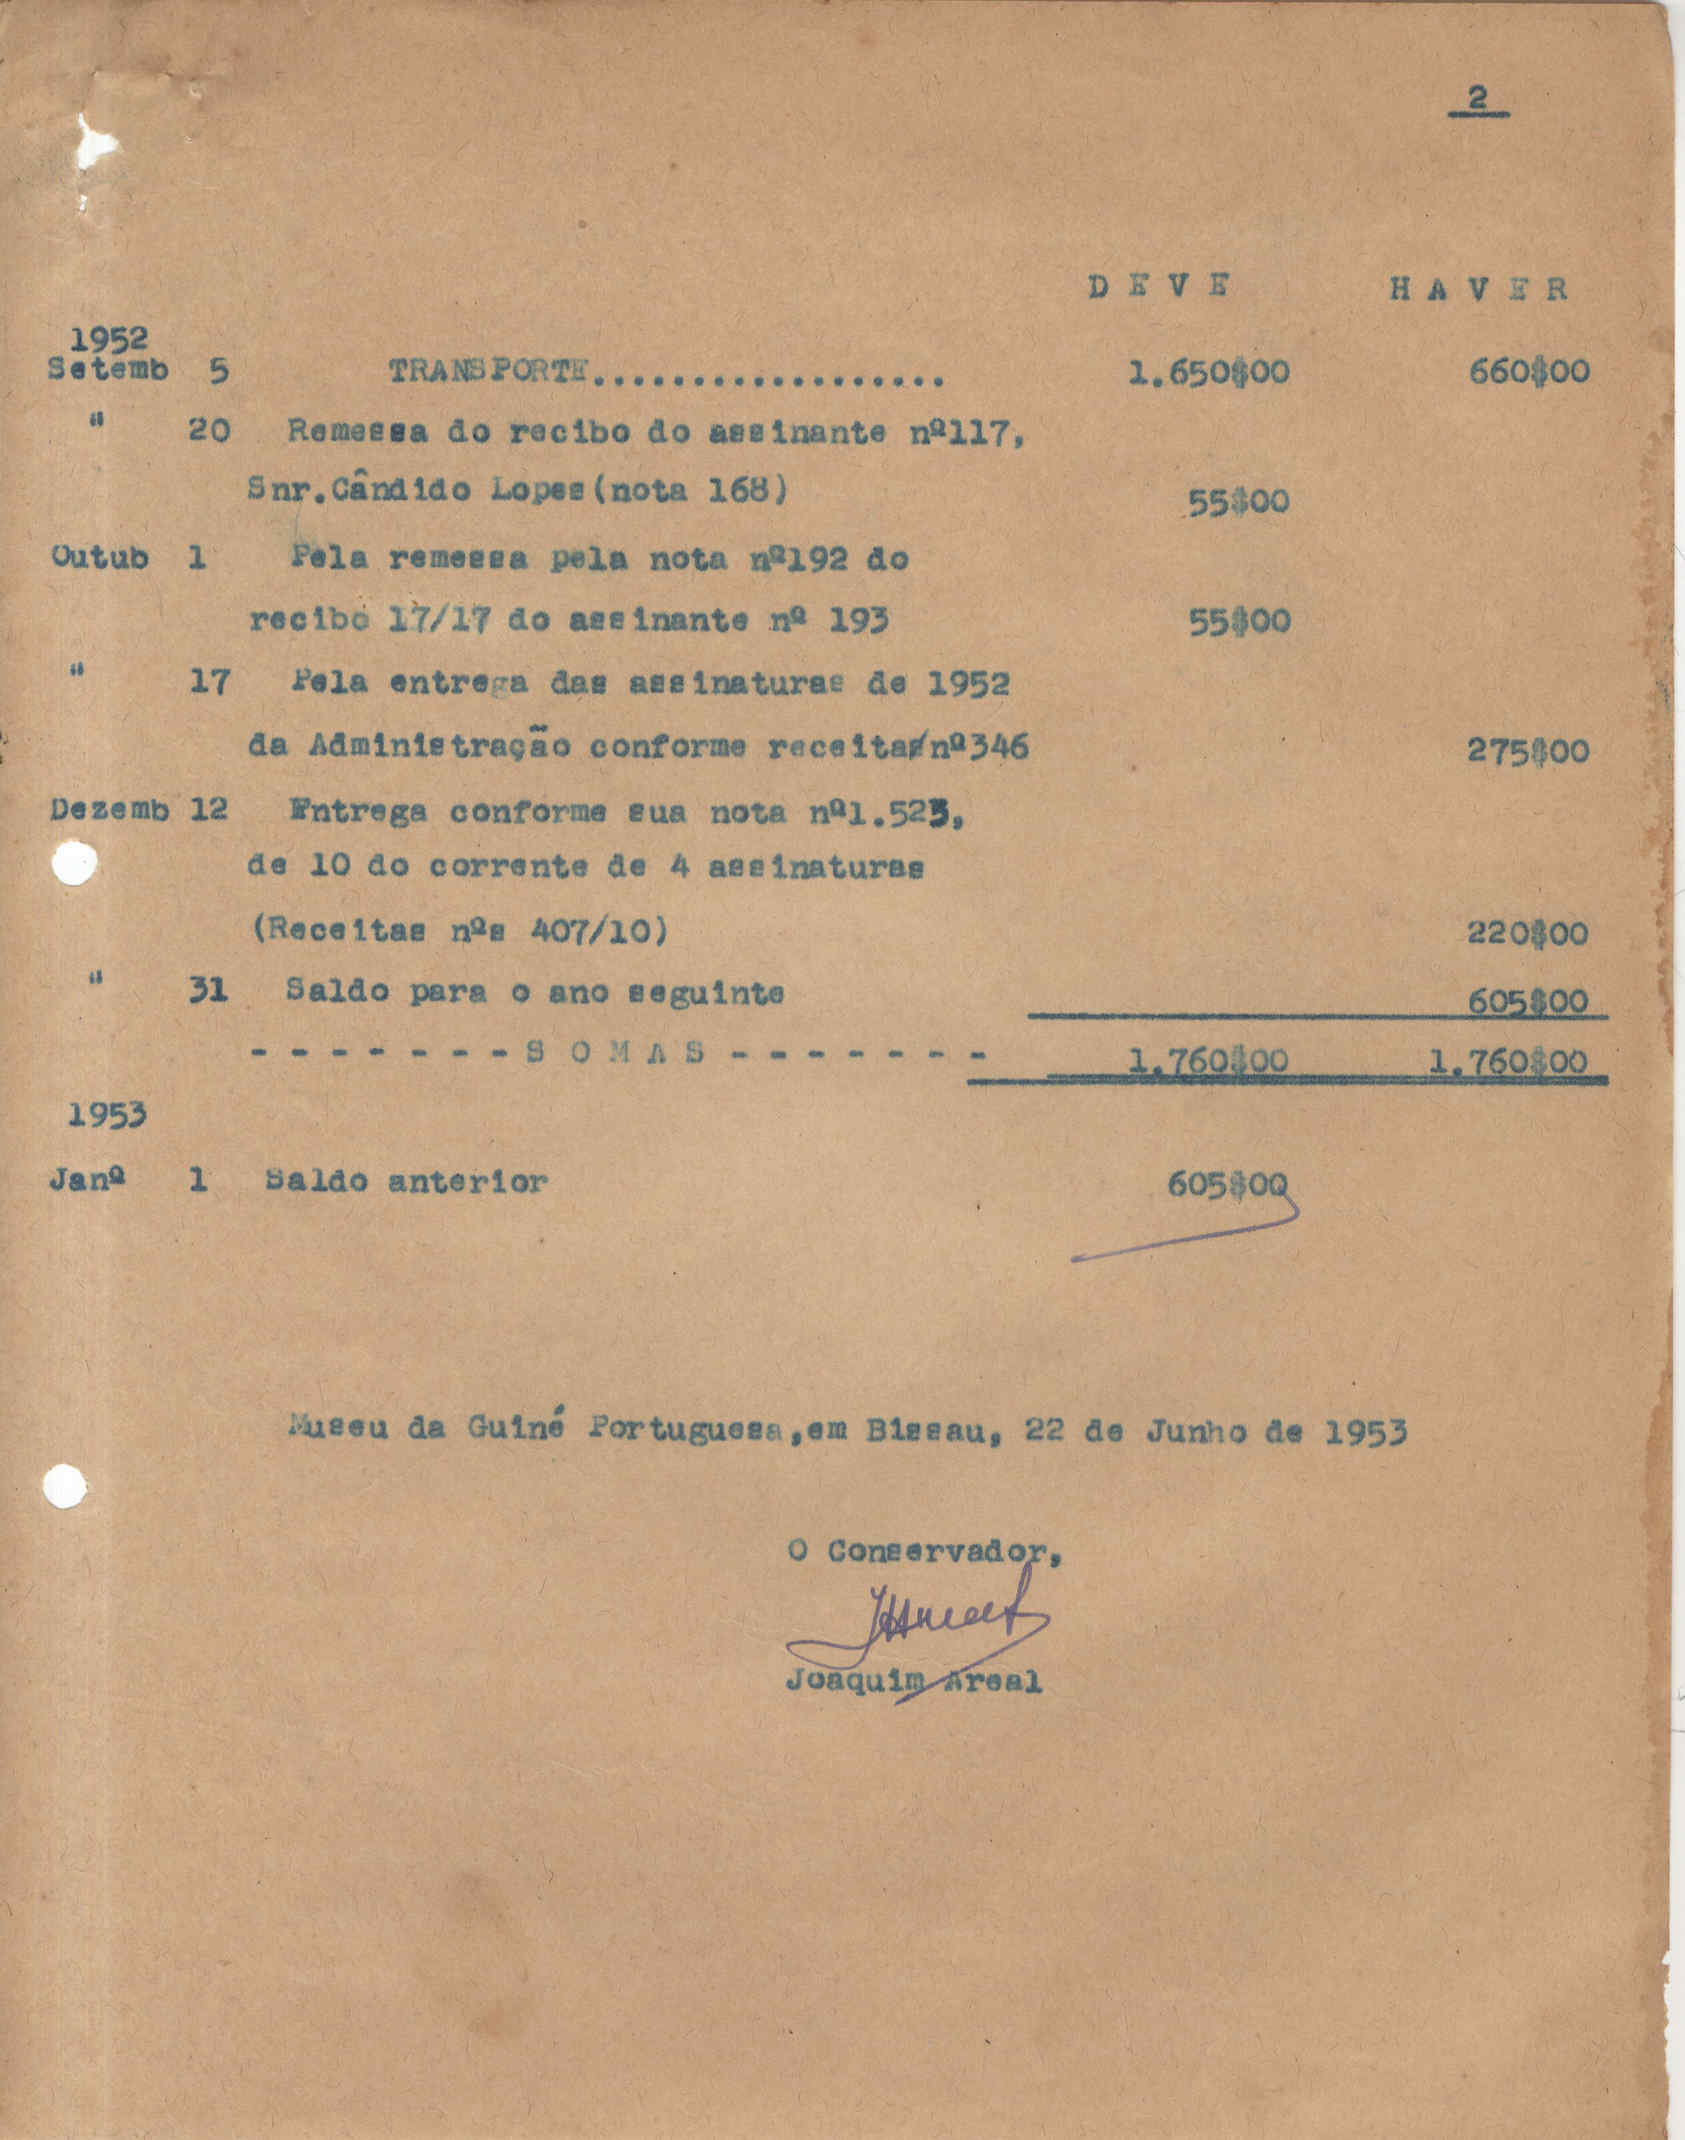 2
D E V E H A V E R
1952
Setemb 5 TRANSPORTE.................. 1.650$00 660$00
" 20 Remessa do recibo do assinante nº117,
Snr.Cândido Lopes(nota 168) 55$00
Outub 1 Pela remessa pela nota nº192 do
recibo 17/17 do assinante nº 193 55$00
" 17 Pela entrega das assinaturas de 1952
da Administração conforme receita/nº346 275$00
Dezemb 12 Entrega conforme sua nota nº1.523,
de 10 do corrente de 4 assinaturas
(Receitas nºs 407/10) 220$00
" 31 Saldo para o ano seguinte 605$00
- - - - - - - S O M A S - - - - - - - 1.760$00 1.760$00
1953
Janº 1 Saldo anterior 605$00
Museu da Guiné Portuguesa,em Bissau, 22 de Junho de 1953
O Conservador,
Joaquim Areal